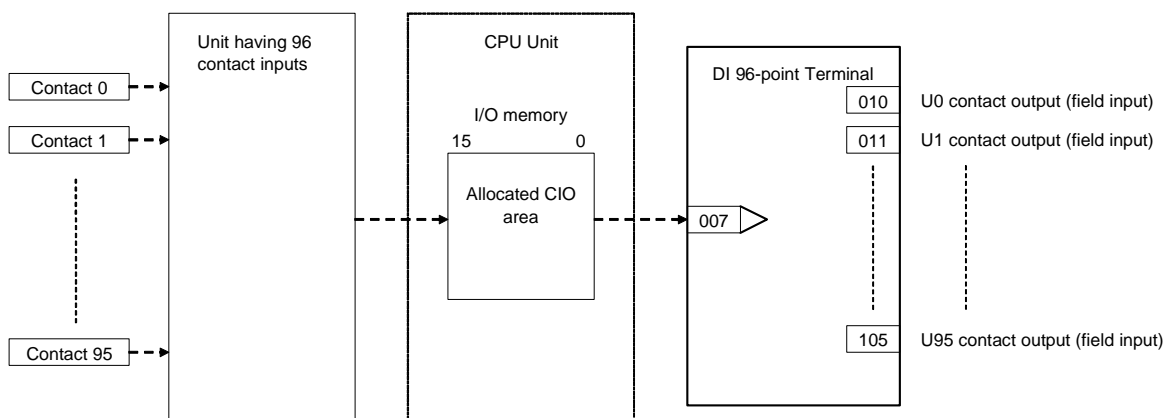 Unit having 96
contact inputs
Contact 0
Contact 1
Contact 95
CPU Unit
I/O memory
15 0
Allocated CIO
area
DI 96-point Terminal
007
010 U0 contact output (field input)
011 U1 contact output (field input)
105 U95 contact output (field input)